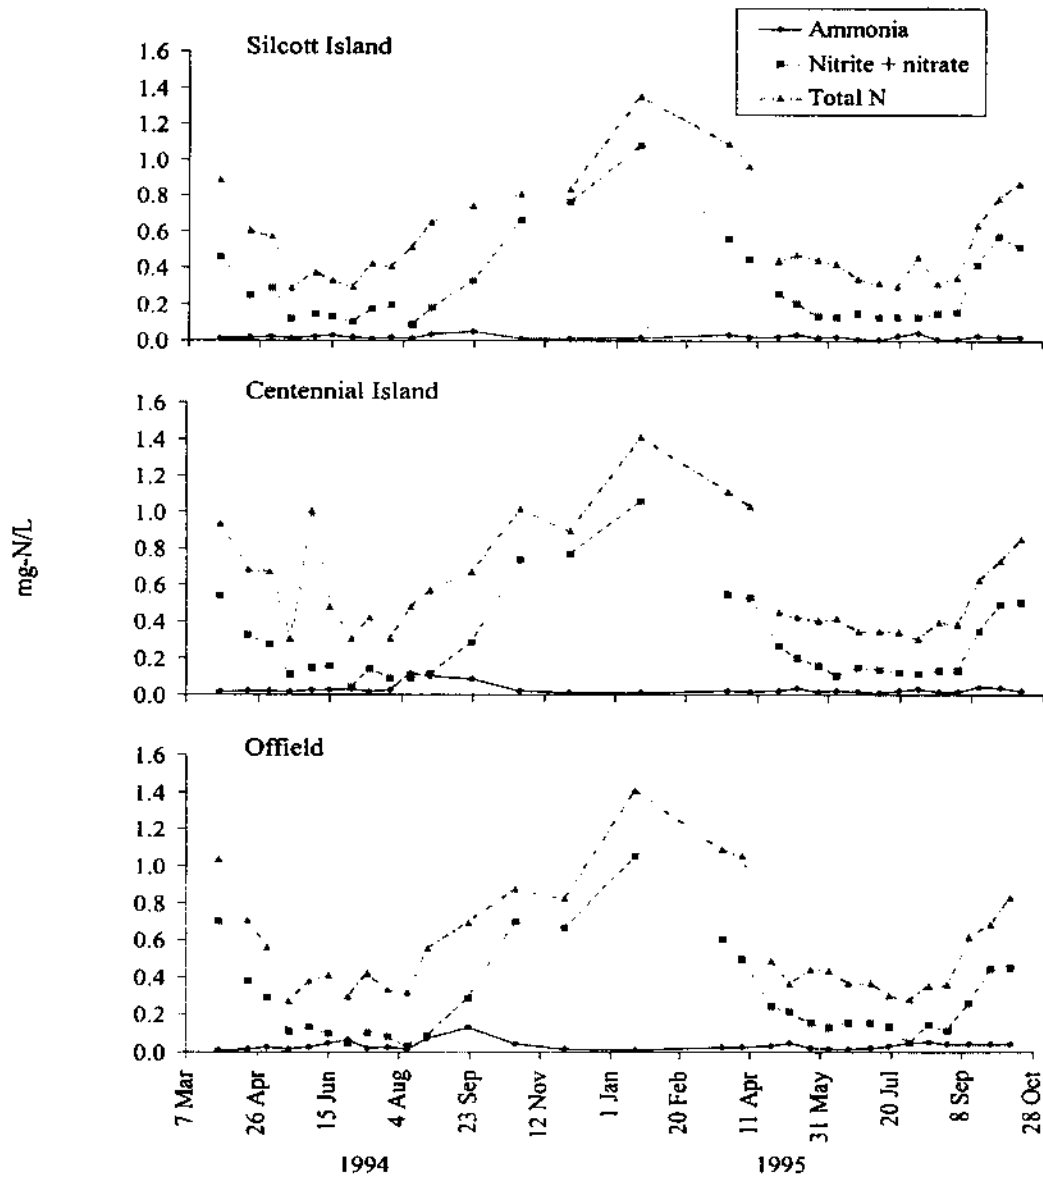 Ammonia
Nitrite + nitrate
Total N
Silcott Island
1.6
1.4
1.2
1.0
0.8
0.6
0.4
0.2
0.0
Centennial Island
1.6
1.4
1.2
1.0
0.8
0.6
0.4
0.2
0.0
mg-N/L
Offield
1.6
1.4
1.2
1.0
0.8
0.6
0.4
0.2
0.0
7 Mar
26 Apr
15 Jun
4 Aug
23 Sep
12 Nov
1 Jan
20 Feb
11 Apr
31 May
20 Jul
8 Sep
28 Oct
1994
1995